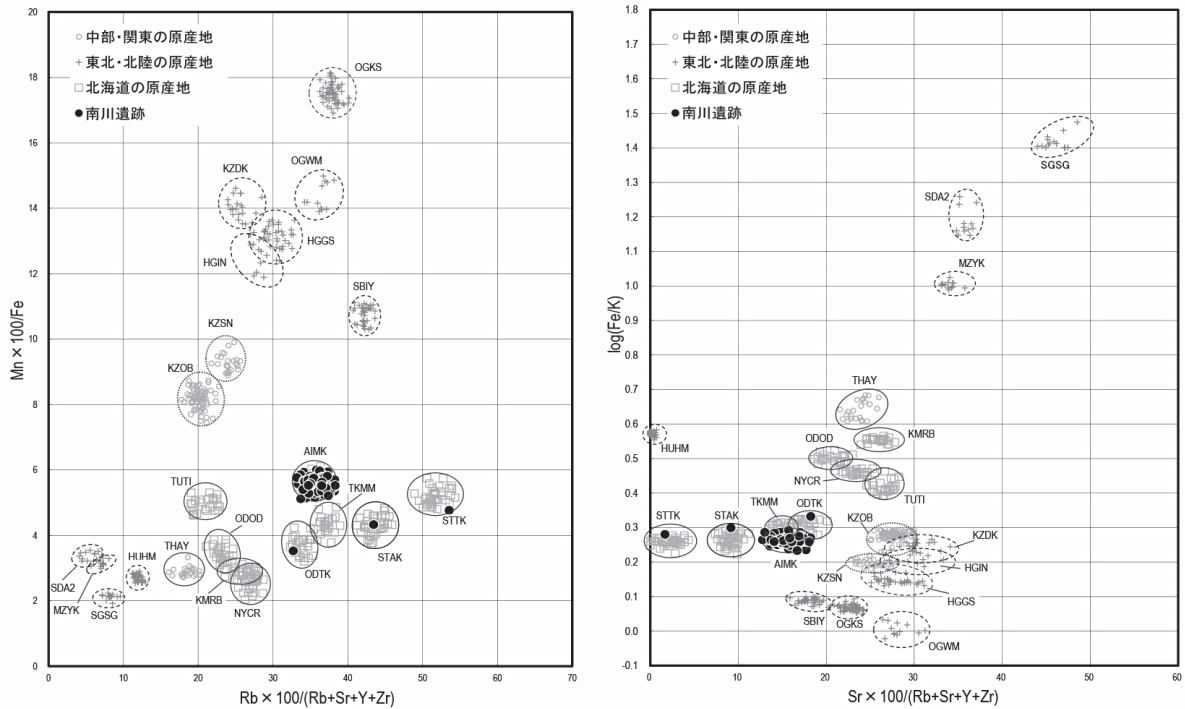 20
18
16
14
12
10
8
6
4
2
0
Mn×100/Fe
○ 中部・関東の原産地
+ 東北・北陸の原産地
□ 北海道の原産地
● 南川遺跡
OGKS
KZDK
OGWM
HGGS
HGIN
SBIY
KZSN
KZOB
AIMK
TUTI
TKMM
STTK
ODOD
THAY
HUHM
STAK
ODTK
SDA2
MZYK
SGSG
KMRB
NYCR
0 10 20 30 40 50 60 70
Rb×100/(Rb+Sr+Y+Zr)
1.8
1.7
1.6
1.5
1.4
1.3
1.2
1.1
1.0
0.9
0.8
0.7
0.6
0.5
0.4
0.3
0.2
0.1
0.0
-0.1
log(Fe/K)
○ 中部・関東の原産地
+ 東北・北陸の原産地
□ 北海道の原産地
● 南川遺跡
SGSG
SDA2
MZYK
THAY
KMRB
HUHM
ODOD
NYCR
TUTI
ODTK
TKMM
STTK
STAK
KZOB
KZDK
AIMK
KZSN
HGIN
HGGS
SBIY
OGKS
OGWM
0 10 20 30 40 50 60
Sr×100/(Rb+Sr+Y+Zr)